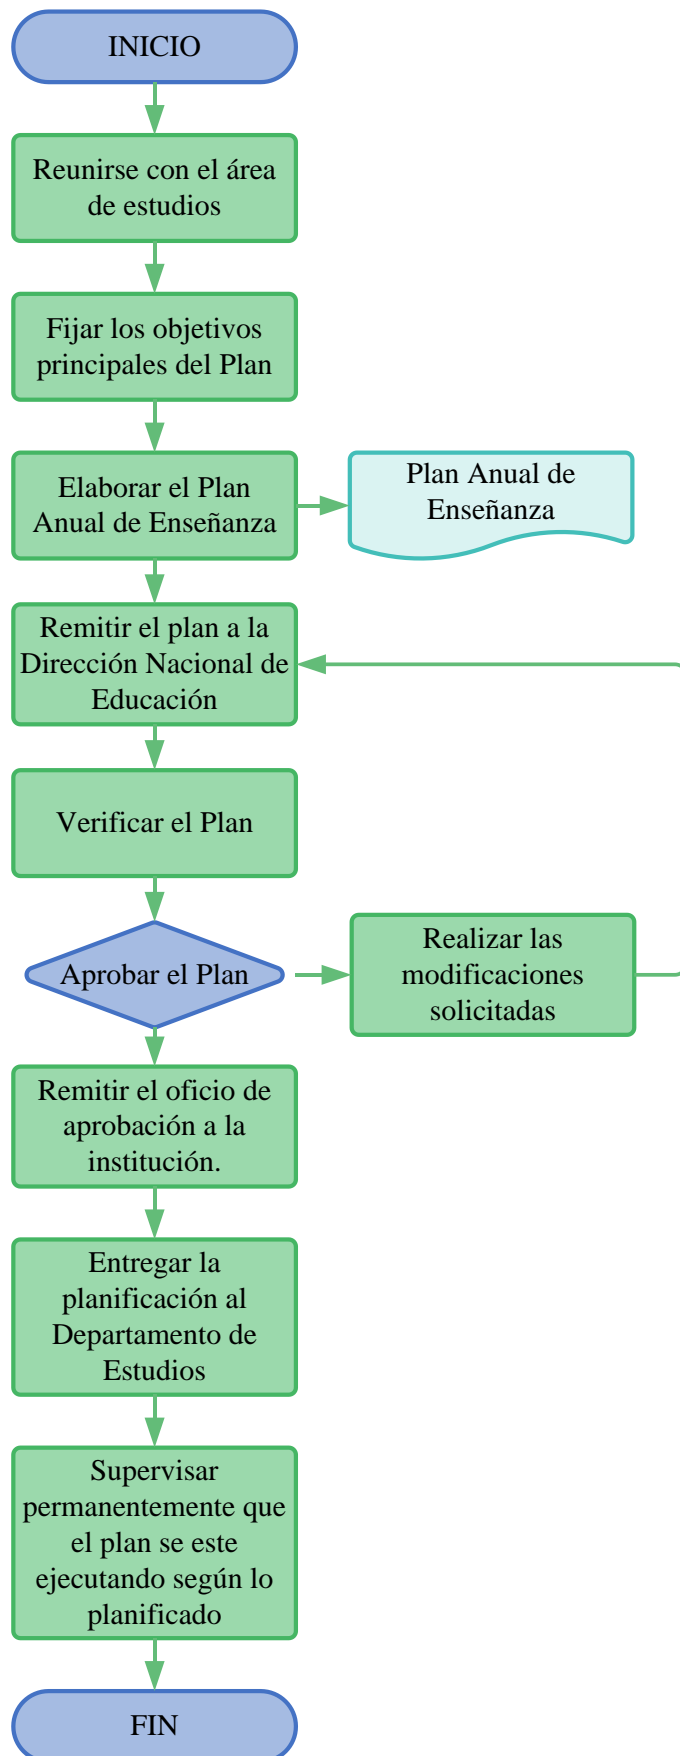 INICIO
Reunirse con el área
de estudios
Fijar los objetivos
principales del Plan
Elaborar el Plan
Anual de Enseñanza
Plan Anual de
Enseñanza
Remitir el plan a la
Dirección Nacional de
Educación
Verificar el Plan
Aprobar el Plan
Realizar las
modificaciones
solicitadas
Remitir el oficio de
aprobación a la
institución.
Entregar la
planificación al
Departamento de
Estudios
Supervisar
permanentemente que
el plan se este
ejecutando según lo
planificado
FIN